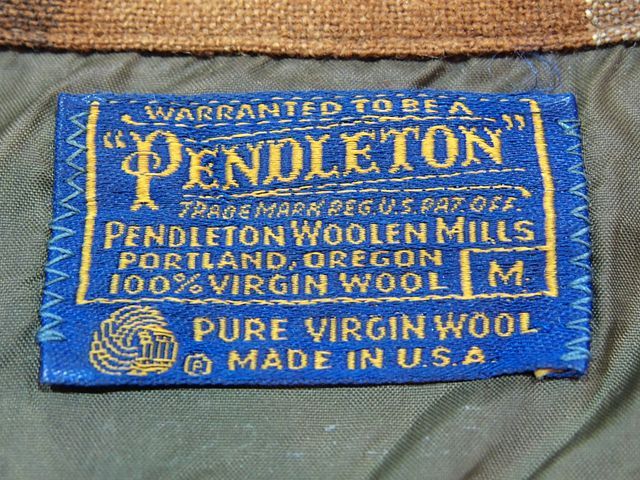 WARRANTED TO BE A
"PENDLETON"
TRADE MARK REG. U.S. PAT. OFF.
PENDLETON WOOLEN MILLS
PORTLAND, OREGON
100% VIRGIN WOOL
M.
PURE VIRGIN WOOL
MADE IN U.S.A.